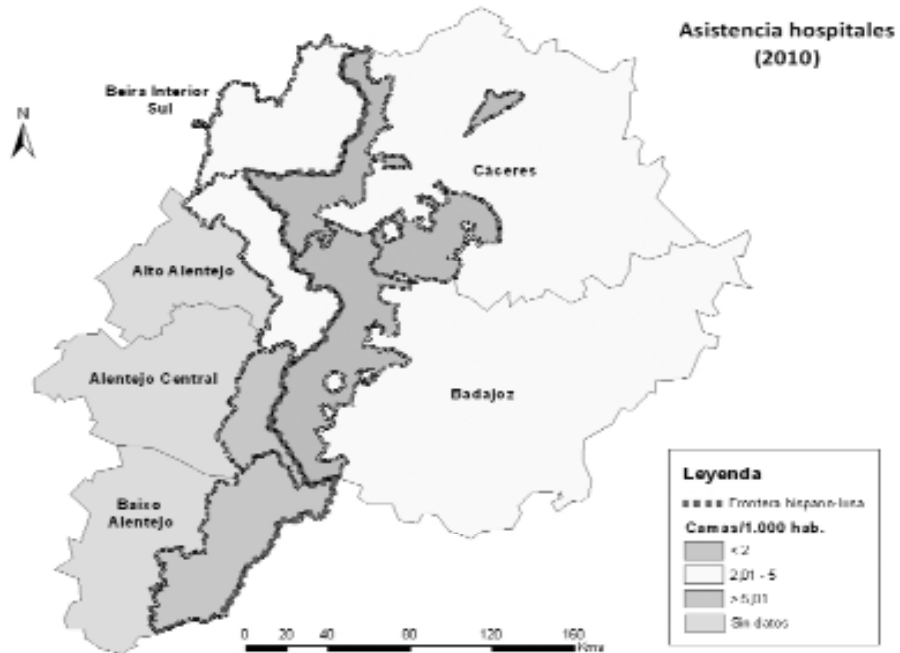 Asistencia hospitales
(2010)
Beira Interior
Sul
N
Cáceres
Alto Alentejo
Alentejo Central
Badajoz
Baixo
Alentejo
Leyenda
Frontera hispano-lusa
Camas/1.000 hab.
< 2
2,01 - 5
> 5,01
Sin datos
0 20 40 80 120 160
Kms